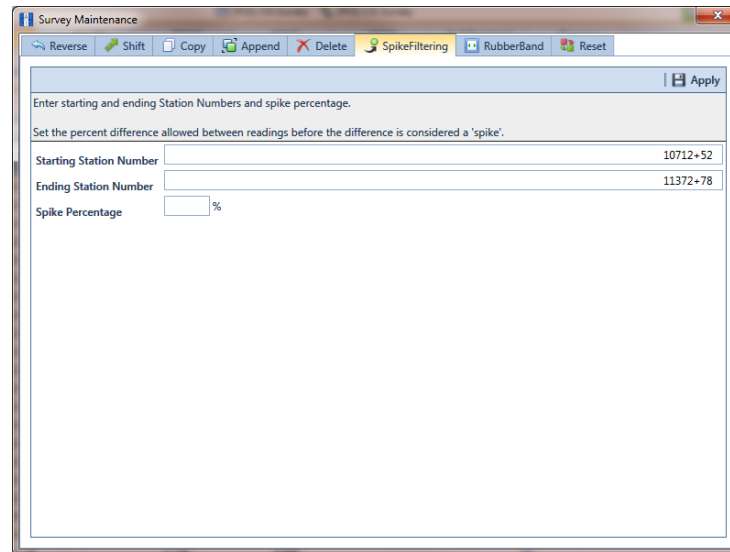 Survey Maintenance
Reverse Shift Copy Append Delete SpikeFiltering RubberBand Reset
Apply
Enter starting and ending Station Numbers and spike percentage.
Set the percent difference allowed between readings before the difference is considered a 'spike'.
Starting Station Number 10712+52
Ending Station Number 11372+78
Spike Percentage %